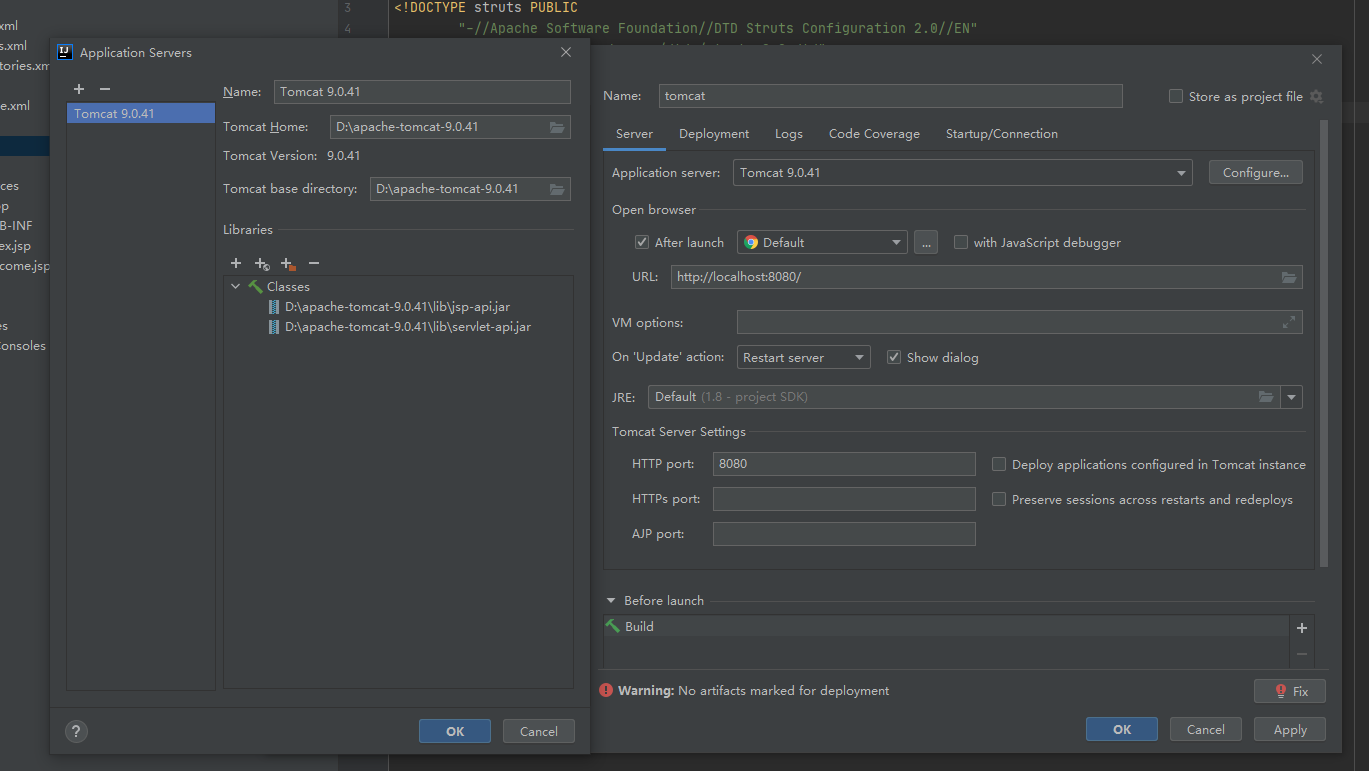 3 <!DOCTYPE struts PUBLIC
4 "-//Apache Software Foundation//DTD Struts Configuration 2.0//EN"
xml
s.xml
tories.xm
e.xml
ces
op
B-INF
ex.jsp
come.jsp
es
Consoles
Application Servers
Tomcat 9.0.41
Name: Tomcat 9.0.41
Tomcat Home: D:\apache-tomcat-9.0.41
Tomcat Version: 9.0.41
Tomcat base directory: D:\apache-tomcat-9.0.41
Libraries
Classes
D:\apache-tomcat-9.0.41\lib\jsp-api.jar
D:\apache-tomcat-9.0.41\lib\servlet-api.jar
? OK Cancel
Name: tomcat Store as project file
Server Deployment Logs Code Coverage Startup/Connection
Application server: Tomcat 9.0.41 Configure...
Open browser
After launch Default ... with JavaScript debugger
URL: http://localhost:8080/
VM options:
On 'Update' action: Restart server Show dialog
JRE: Default (1.8 - project SDK)
Tomcat Server Settings
HTTP port: 8080 Deploy applications configured in Tomcat instance
HTTPs port: Preserve sessions across restarts and redeploys
AJP port:
Before launch
Build
Warning: No artifacts marked for deployment Fix
OK Cancel Apply